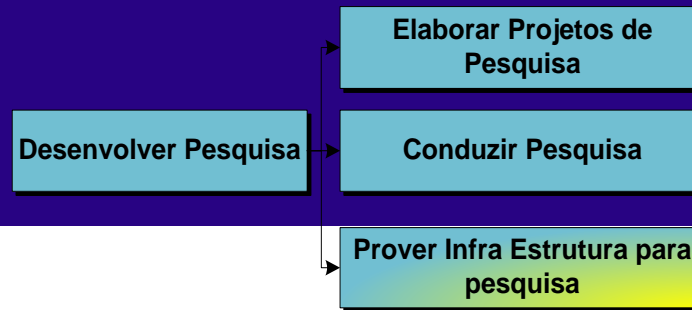 Elaborar Projetos de
Pesquisa
Desenvolver Pesquisa
Conduzir Pesquisa
Prover Infra Estrutura para
pesquisa